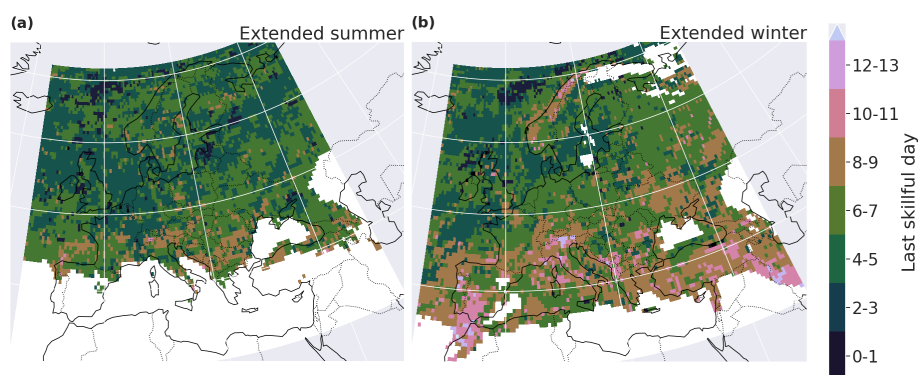 (a)
Extended summer
(b)
Extended winter
12-13
10-11
8-9
6-7
4-5
2-3
0-1
Last skillful day